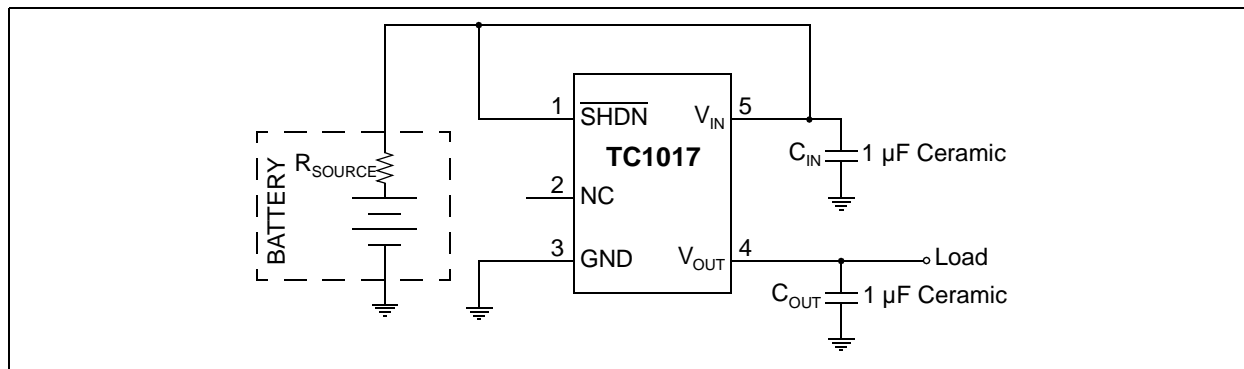 1 SHDN VIN 5
TC1017
CIN 1 µF Ceramic
BATTERY
RSOURCE
2 NC
3 GND VOUT 4
Load
COUT 1 µF Ceramic